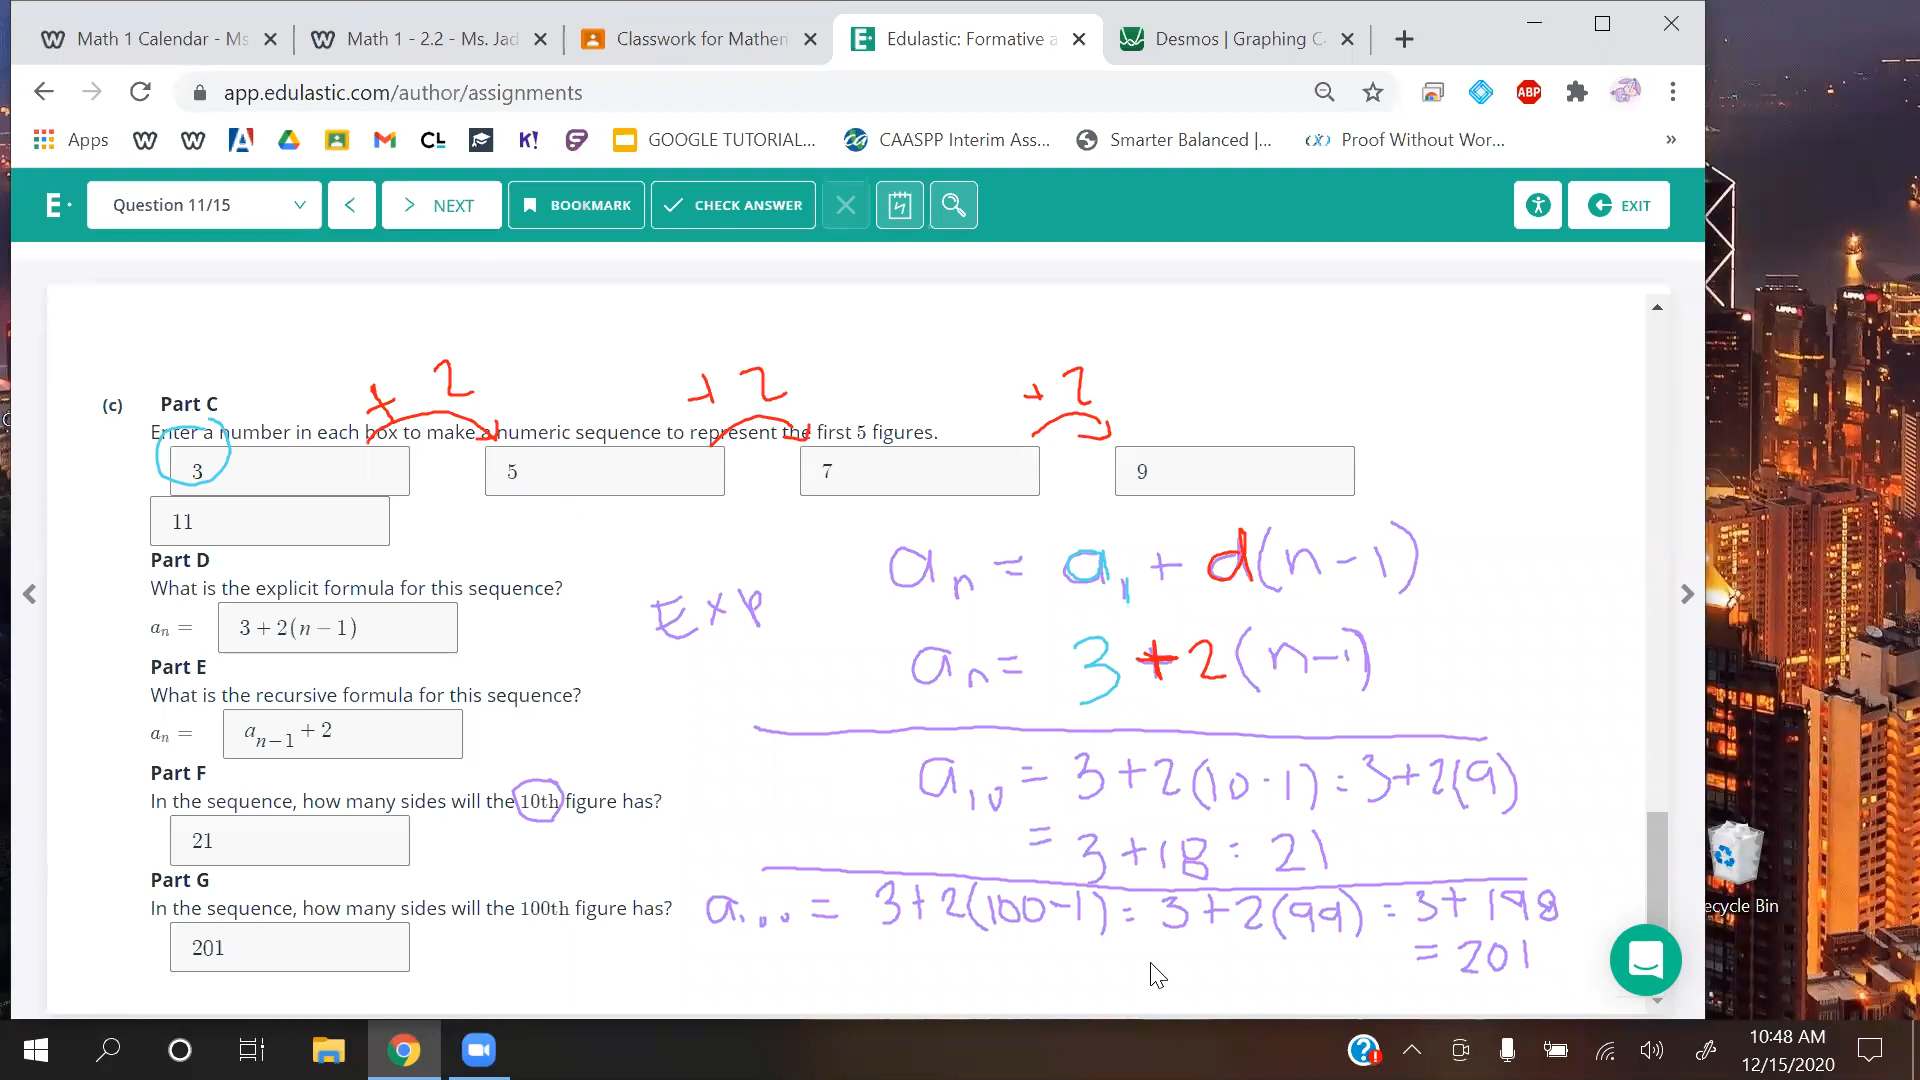 Math 1 Calendar - Ms
Math 1 - 2.2 - Ms. Jad
Classwork for Mathen
Edulastic: Formative a
Desmos | Graphing C
app.edulastic.com/author/assignments
ABP
Apps
CL
K!
GOOGLE TUTORIAL...
CAASPP Interim Ass...
Smarter Balanced |...
Proof Without Wor...
»
E
Question 11/15
NEXT
BOOKMARK
CHECK ANSWER
EXIT
+ 2
+ 2
+ 2
(c) Part C
Enter a number in each box to make a numeric sequence to represent the first 5 figures.
3
5
7
9
11
Part D
What is the explicit formula for this sequence?
aₙ = 3 + 2(n − 1)
Part E
What is the recursive formula for this sequence?
aₙ = aₙ₋₁ + 2
Part F
In the sequence, how many sides will the 10th figure has?
21
Part G
In the sequence, how many sides will the 100th figure has?
201
Exp
aₙ = a₁ + d(n-1)
aₙ = 3 + 2(n-1)
a₁₀ = 3+2(10-1) = 3+2(9)
= 3+18 = 21
a₁₀₀ = 3+2(100-1) = 3+2(99) = 3+198
= 201
LIPPO
LIPPO
ecycle Bin
10:48 AM
12/15/2020